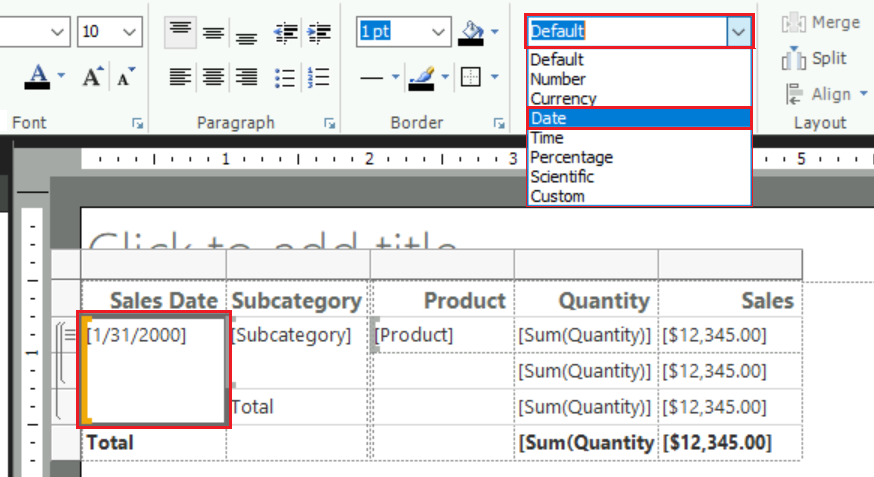 10 1 pt Default Merge
Default
Number
Currency
Date
Time
Percentage
Scientific
Custom
Split
A A A Align
Font Paragraph Border Layout
1 2 3 5
Click to add title
Sales Date Subcategory Product Quantity Sales
[1/31/2000] [Subcategory] [Product] [Sum(Quantity)] [$12,345.00]
[Sum(Quantity)] [$12,345.00]
1
Total [Sum(Quantity)] [$12,345.00]
Total [Sum(Quantity [$12,345.00]